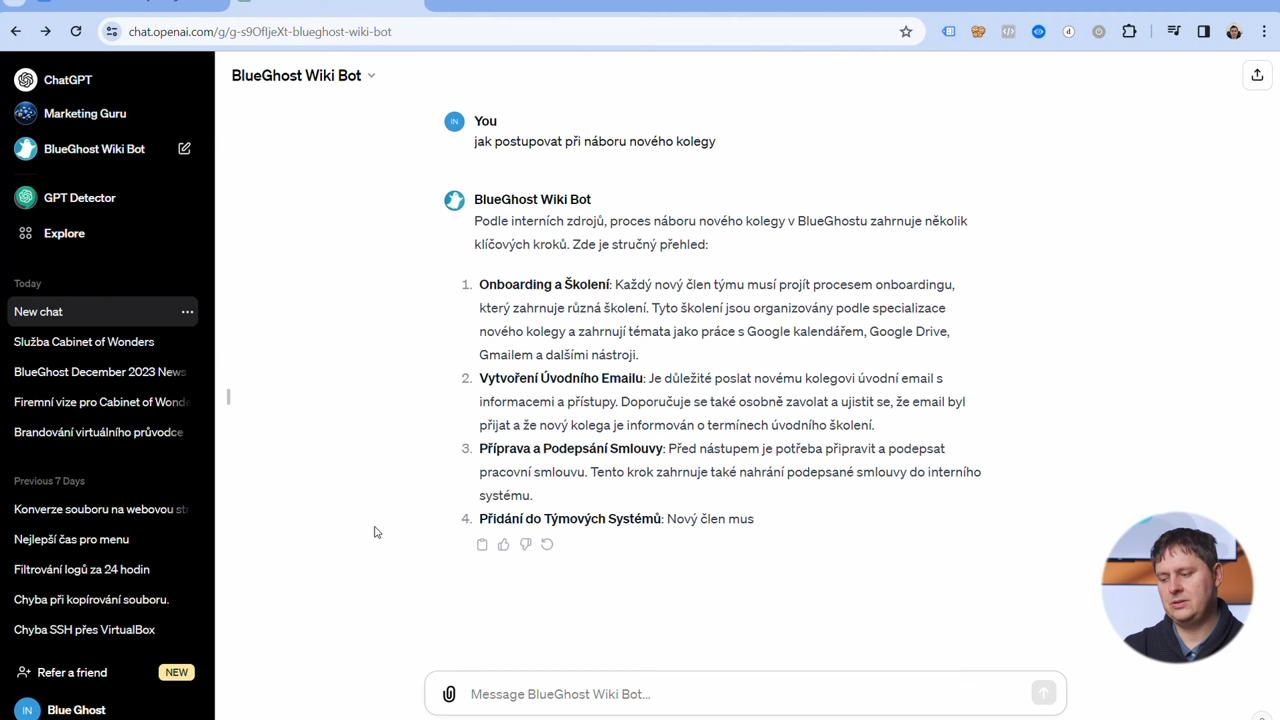 chat.openai.com/g/g-s9OfIjeXt-blueghost-wiki-bot
ChatGPT
Marketing Guru
BlueGhost Wiki Bot
GPT Detector
Explore
Today
New chat
Služba Cabinet of Wonders
BlueGhost December 2023 News
Firemní vize pro Cabinet of Wonde
Brandování virtuálního průvodce
Previous 7 Days
Konverze souboru na webovou str
Nejlepší čas pro menu
Filtrování logů za 24 hodin
Chyba při kopírování souboru.
Chyba SSH přes VirtualBox
Refer a friend NEW
IN Blue Ghost
BlueGhost Wiki Bot
IN You
jak postupovat při náboru nového kolegy
BlueGhost Wiki Bot
Podle interních zdrojů, proces náboru nového kolegy v BlueGhostu zahrnuje několik
klíčových kroků. Zde je stručný přehled:
1. Onboarding a Školení: Každý nový člen týmu musí projít procesem onboardingu,
který zahrnuje různá školení. Tyto školení jsou organizovány podle specializace
nového kolegy a zahrnují témata jako práce s Google kalendářem, Google Drive,
Gmailem a dalšími nástroji.
2. Vytvoření Úvodního Emailu: Je důležité poslat novému kolegovi úvodní email s
informacemi a přístupy. Doporučuje se také osobně zavolat a ujistit se, že email byl
přijat a že nový kolega je informován o termínech úvodního školení.
3. Příprava a Podepsání Smlouvy: Před nástupem je potřeba připravit a podepsat
pracovní smlouvu. Tento krok zahrnuje také nahrání podepsané smlouvy do interního
systému.
4. Přidání do Týmových Systémů: Nový člen mus
Message BlueGhost Wiki Bot...